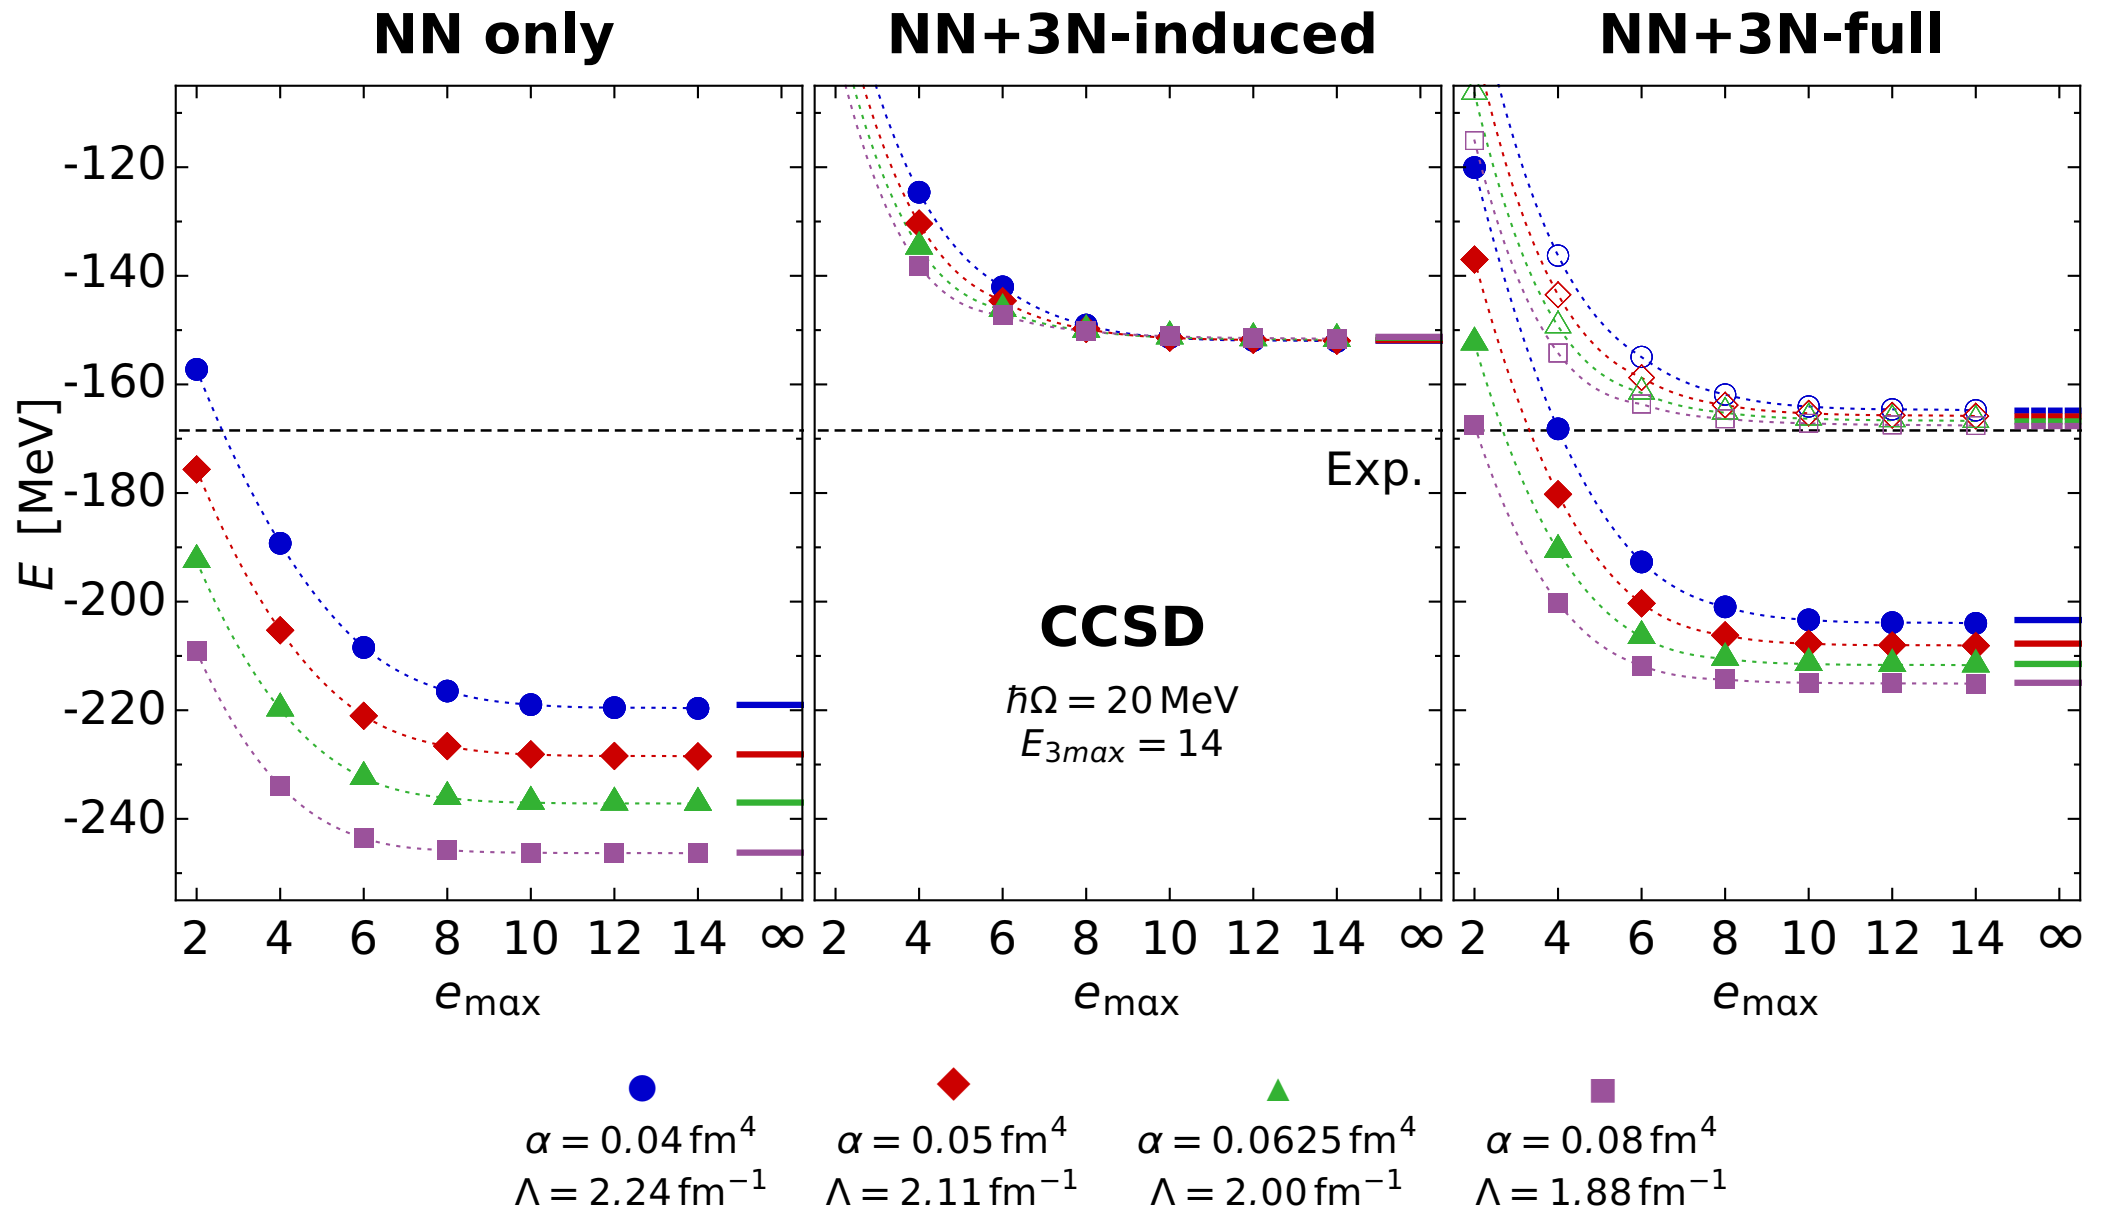 NN only NN+3N-induced NN+3N-full
-120
-140
-160
-180
-200
-220
-240
E [MeV]
Exp.
CCSD
ℏΩ = 20 MeV
E₃max = 14
2 4 6 8 10 12 14 ∞ 2 4 6 8 10 12 14 ∞ 2 4 6 8 10 12 14 ∞
e_max e_max e_max
α = 0.04 fm⁴ α = 0.05 fm⁴ α = 0.0625 fm⁴ α = 0.08 fm⁴
Λ = 2.24 fm⁻¹ Λ = 2.11 fm⁻¹ Λ = 2.00 fm⁻¹ Λ = 1.88 fm⁻¹